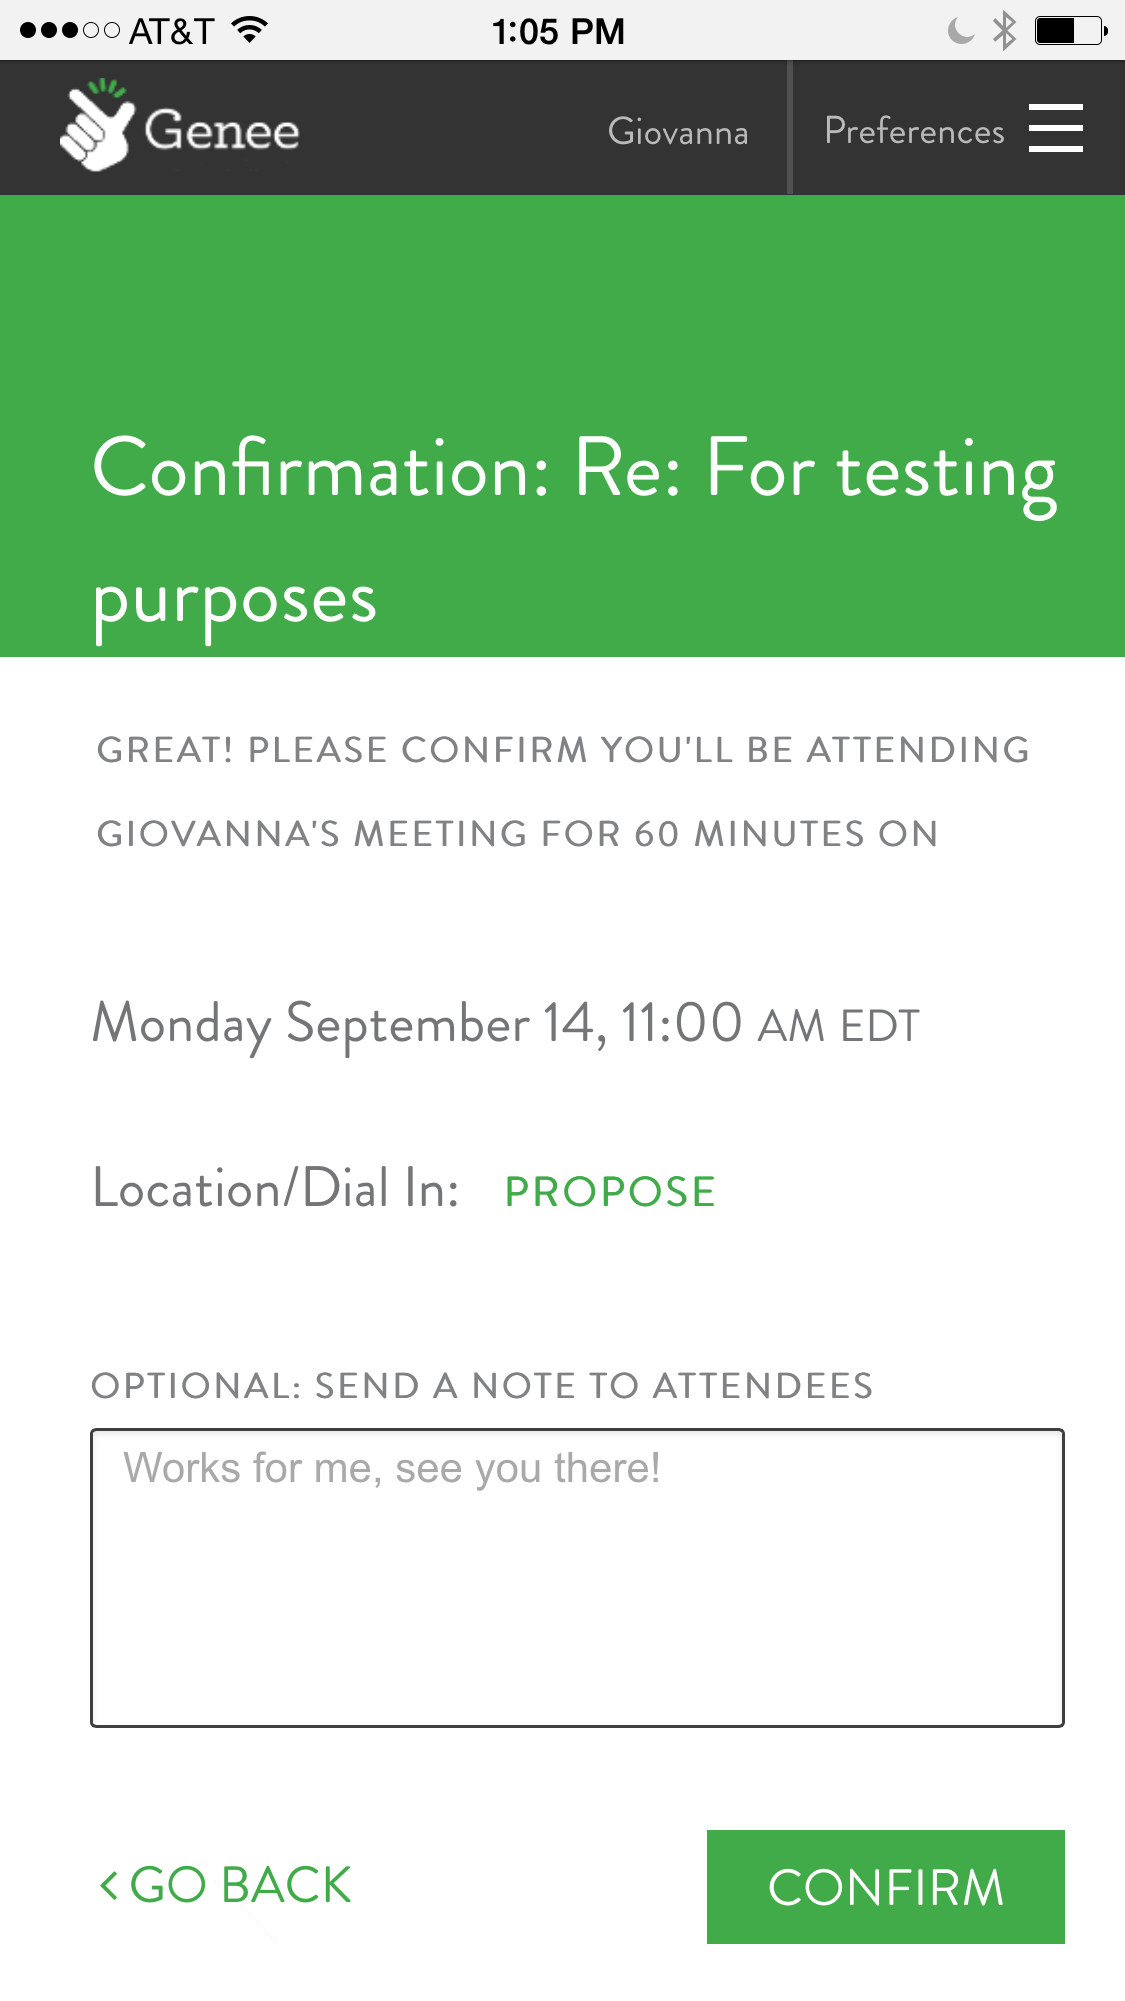 AT&T 1:05 PM
Genee Giovanna Preferences
Confirmation: Re: For testing
purposes
GREAT! PLEASE CONFIRM YOU'LL BE ATTENDING
GIOVANNA'S MEETING FOR 60 MINUTES ON
Monday September 14, 11:00 AM EDT
Location/Dial In: PROPOSE
OPTIONAL: SEND A NOTE TO ATTENDEES
Works for me, see you there!
< GO BACK CONFIRM